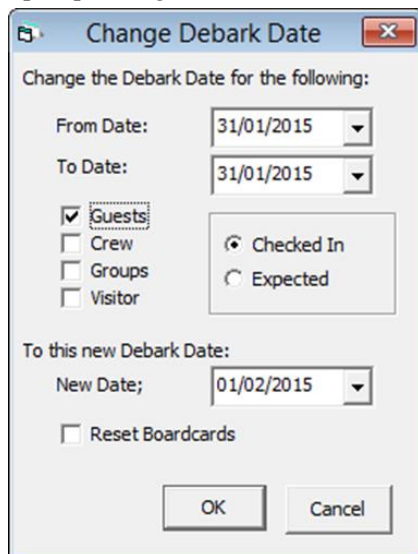 Change Debark Date
Change the Debark Date for the following:
From Date: 31/01/2015
To Date: 31/01/2015
Guests
Crew
Groups
Visitor
Checked In
Expected
To this new Debark Date:
New Date; 01/02/2015
Reset Boardcards
OK Cancel